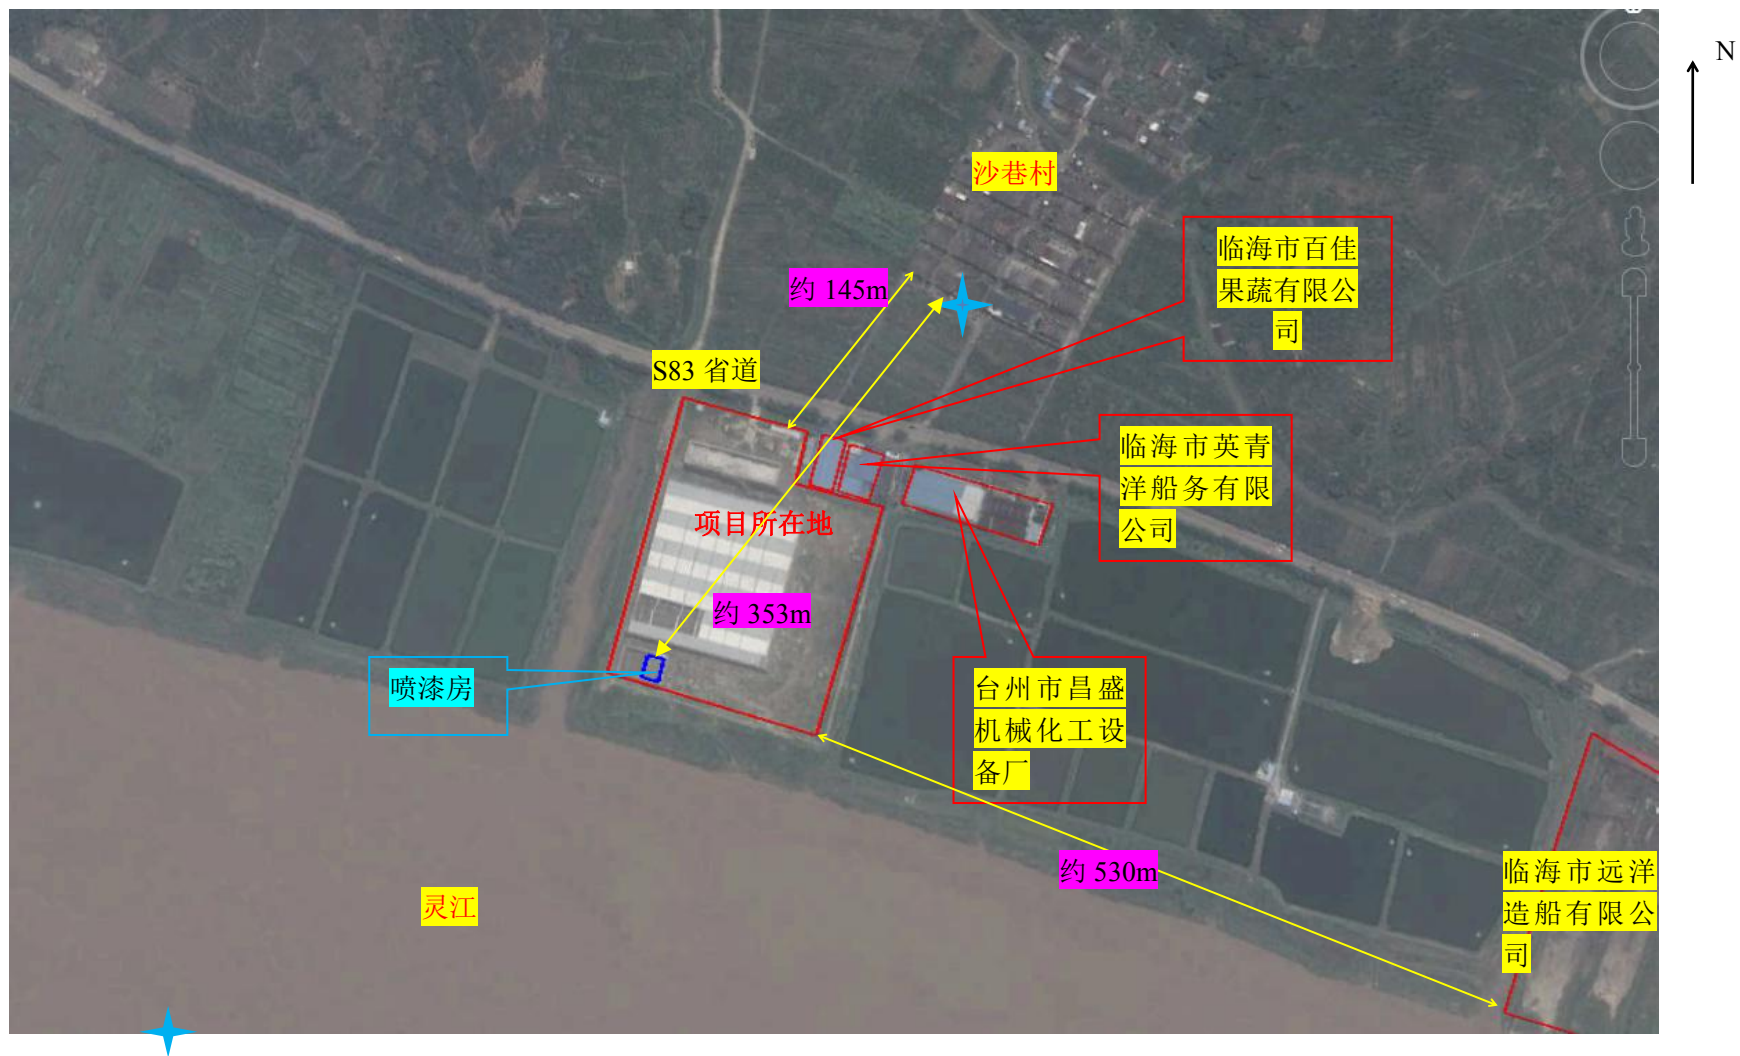 N
沙巷村
临海市百佳
果蔬有限公
司
约 145m
S83 省道
临海市英青
洋船务有限
公司
项目所在地
约 353m
喷漆房
台州市昌盛
机械化工设
备厂
约 530m
临海市远洋
造船有限公
司
灵江